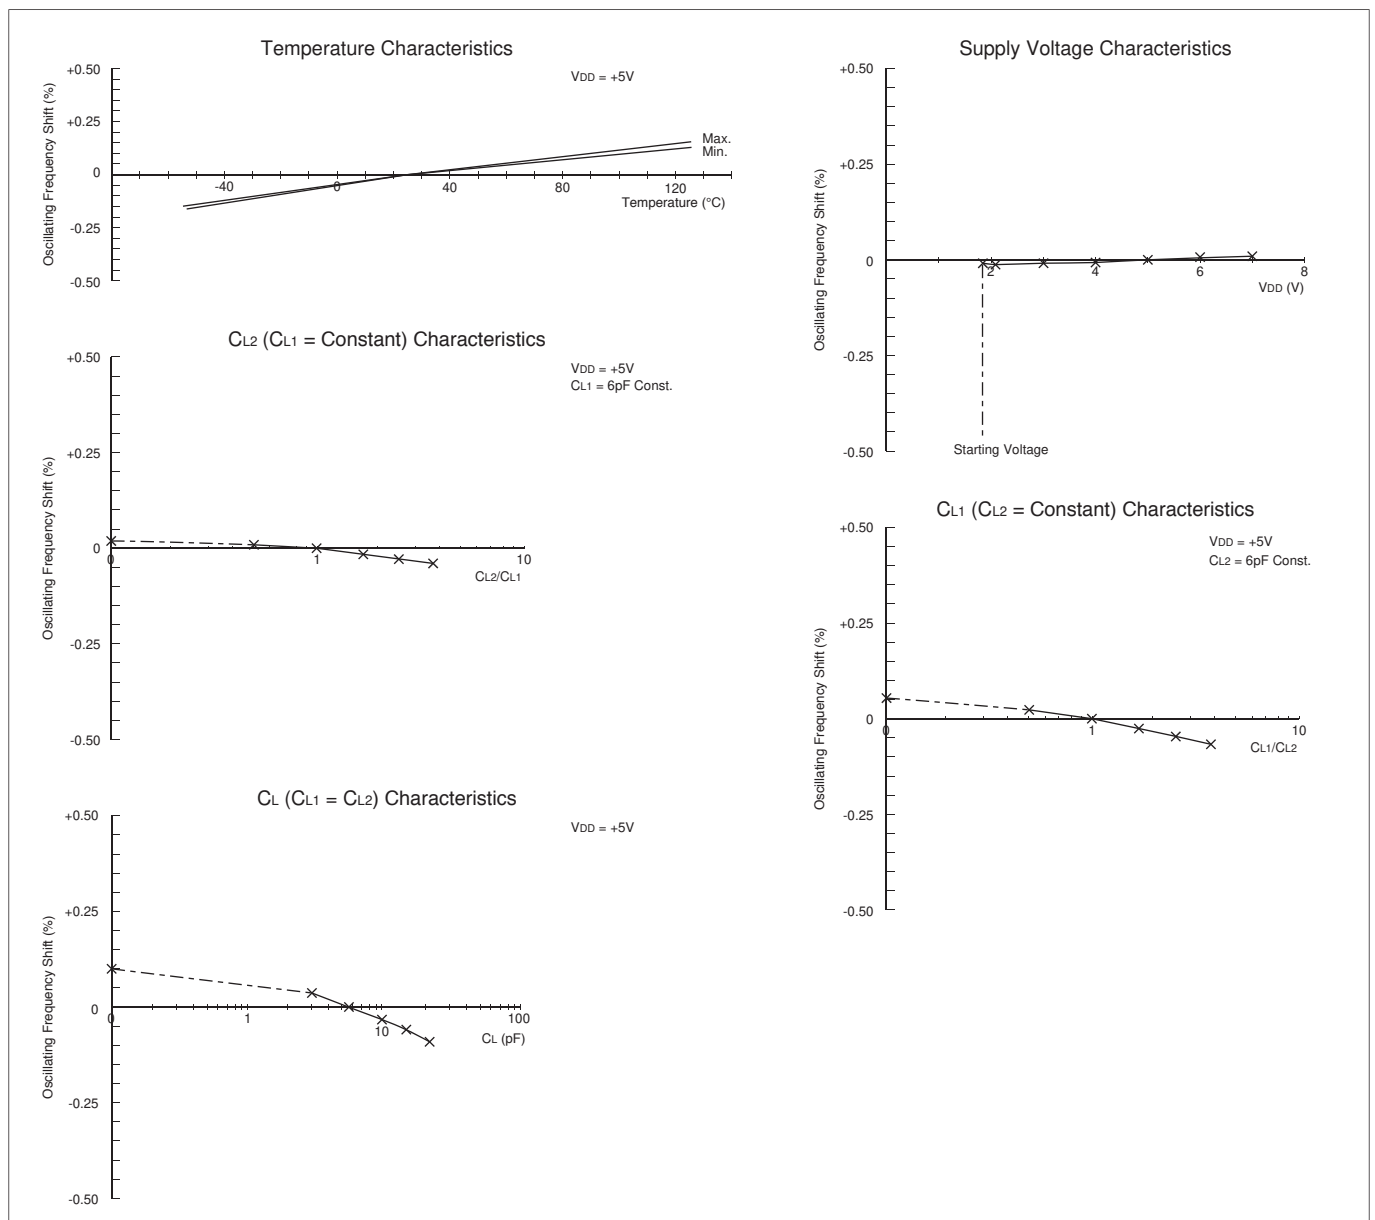 Temperature Characteristics
VDD = +5V
Oscillating Frequency Shift (%)
+0.50
+0.25
0
-0.25
-0.50
-40
0
40
80
120
Temperature (°C)
Max.
Min.
Supply Voltage Characteristics
Oscillating Frequency Shift (%)
+0.50
+0.25
0
-0.25
-0.50
2
4
6
8
VDD (V)
Starting Voltage
CL2 (CL1 = Constant) Characteristics
VDD = +5V
CL1 = 6pF Const.
Oscillating Frequency Shift (%)
+0.50
+0.25
0
-0.25
-0.50
0
1
10
CL2/CL1
CL1 (CL2 = Constant) Characteristics
VDD = +5V
CL2 = 6pF Const.
Oscillating Frequency Shift (%)
+0.50
+0.25
0
-0.25
-0.50
0
1
10
CL1/CL2
CL (CL1 = CL2) Characteristics
VDD = +5V
Oscillating Frequency Shift (%)
+0.50
+0.25
0
-0.25
-0.50
0
1
10
100
CL (pF)